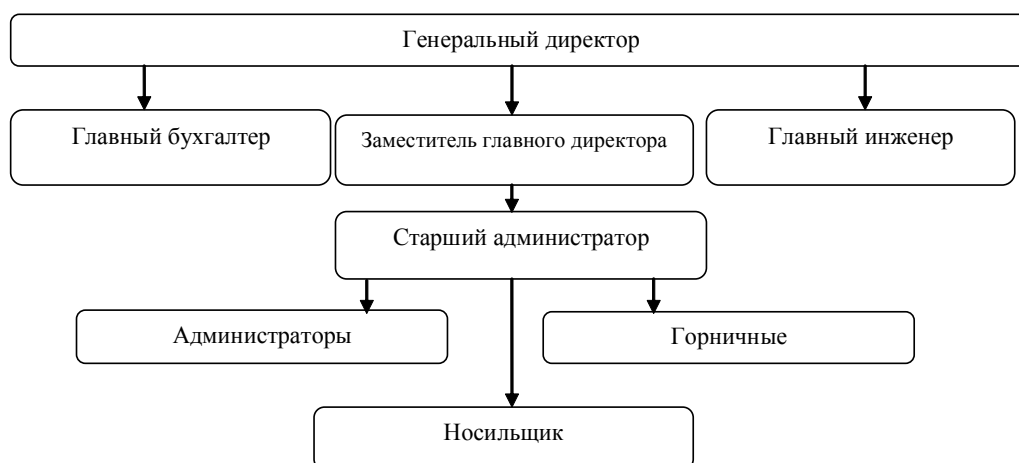 Генеральный директор
Главный бухгалтер
Заместитель главного директора
Главный инженер
Старший администратор
Администраторы
Горничные
Носильщик